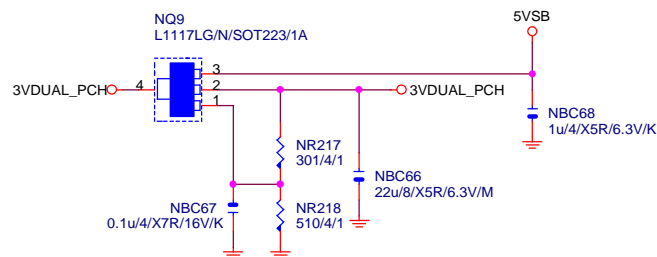 NQ9
L1117LG/N/SOT223/1A
5VSB
3VDUAL_PCH
4
3
2
1
3VDUAL_PCH
NBC68
1u/4/X5R/6.3V/K
NR217
301/4/1
NBC66
22u/8/X5R/6.3V/M
NBC67
0.1u/4/X7R/16V/K
NR218
510/4/1